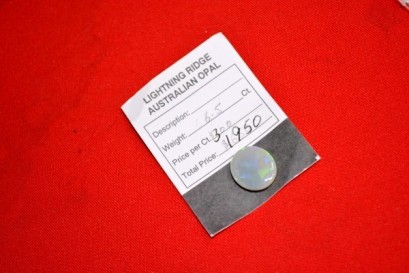 LIGHTNING RIDGE
AUSTRALIAN OPAL
Description:
Weight: 6.5 Ct
Price per Ct. 300
Total Price: 1950